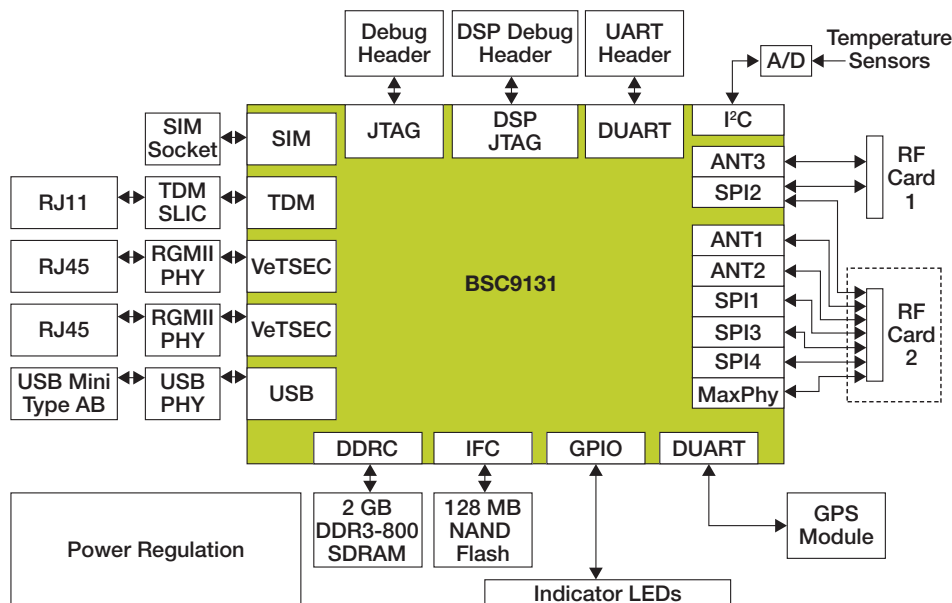 Debug
Header
DSP Debug
Header
UART
Header
A/D
Temperature
Sensors
JTAG
DSP
JTAG
DUART
I²C
SIM
Socket
SIM
RJ11
TDM
SLIC
TDM
RJ45
RGMII
PHY
VeTSEC
RJ45
RGMII
PHY
VeTSEC
USB Mini
Type AB
USB
PHY
USB
BSC9131
ANT3
SPI2
RF
Card
1
ANT1
ANT2
SPI1
SPI3
SPI4
MaxPhy
RF
Card
2
DDRC
IFC
GPIO
DUART
Power Regulation
2 GB
DDR3-800
SDRAM
128 MB
NAND
Flash
GPS
Module
Indicator LEDs